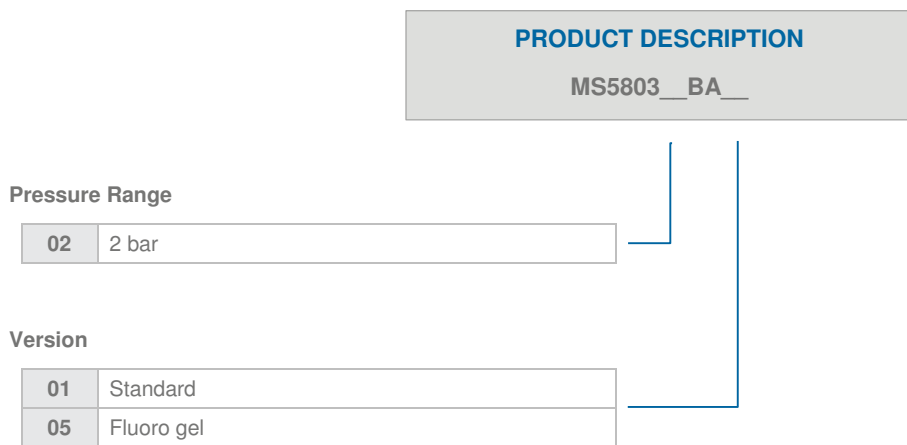 PRODUCT DESCRIPTION
MS5803__BA__
Pressure Range
02 2 bar
Version
01 Standard
05 Fluoro gel